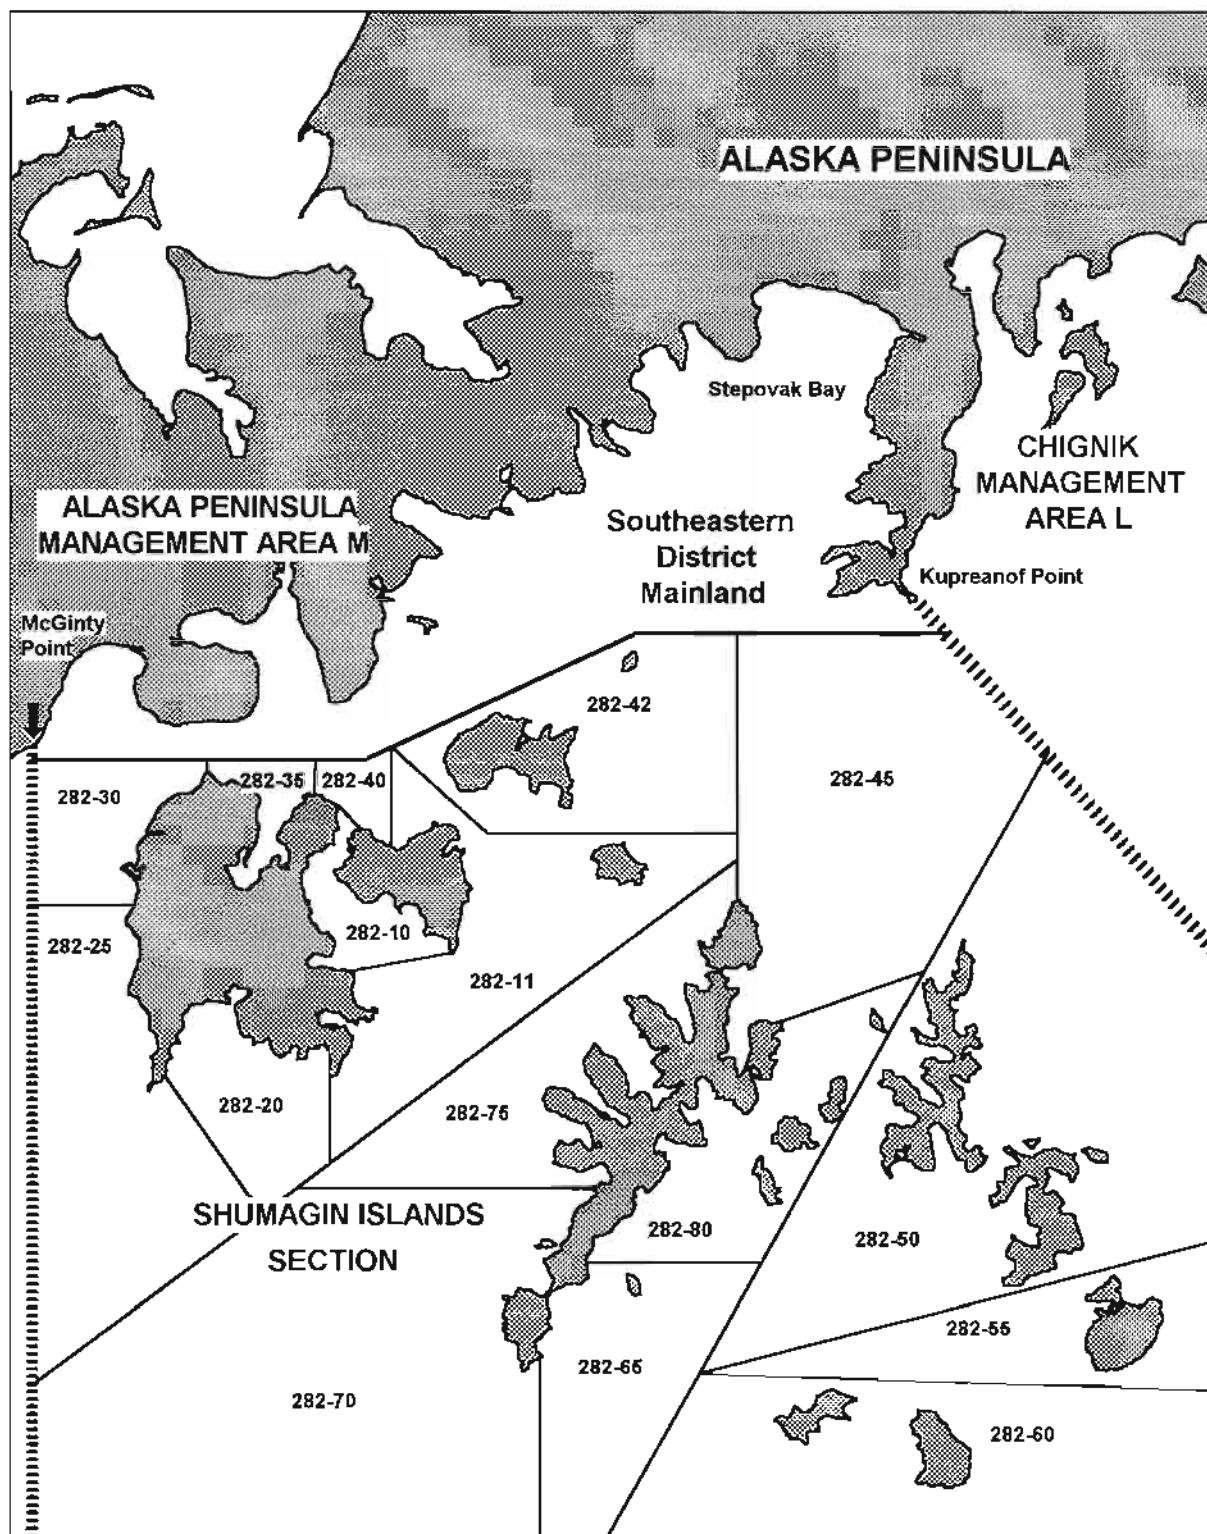 ALASKA PENINSULA
Stepovak Bay
CHIGNIK
MANAGEMENT
AREA L
ALASKA PENINSULA
MANAGEMENT AREA M
Southeastern
District
Mainland
Kupreanof Point
McGinty
Point
282-42
282-30
282-35
282-40
282-45
282-25
282-10
282-11
282-20
282-75
SHUMAGIN ISLANDS
SECTION
282-80
282-50
282-55
282-65
282-70
282-60